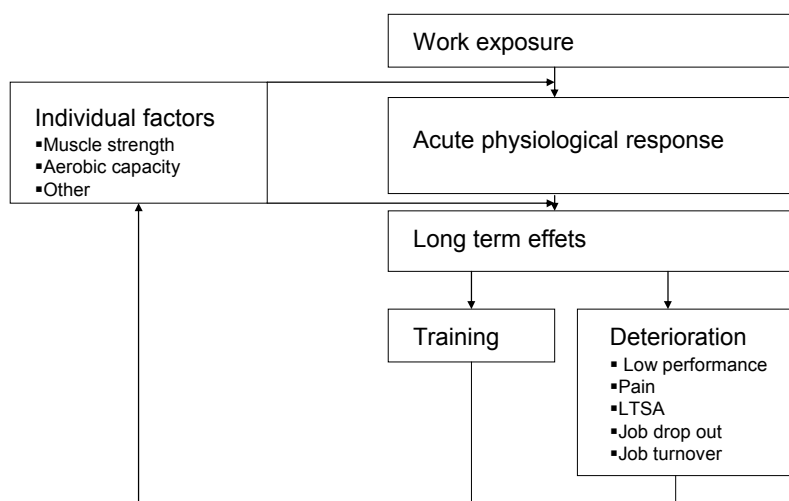 Work exposure
Individual factors
▪Muscle strength
▪Aerobic capacity
▪Other
Acute physiological response
Long term effets
Training
Deterioration
▪ Low performance
▪Pain
▪LTSA
▪Job drop out
▪Job turnover